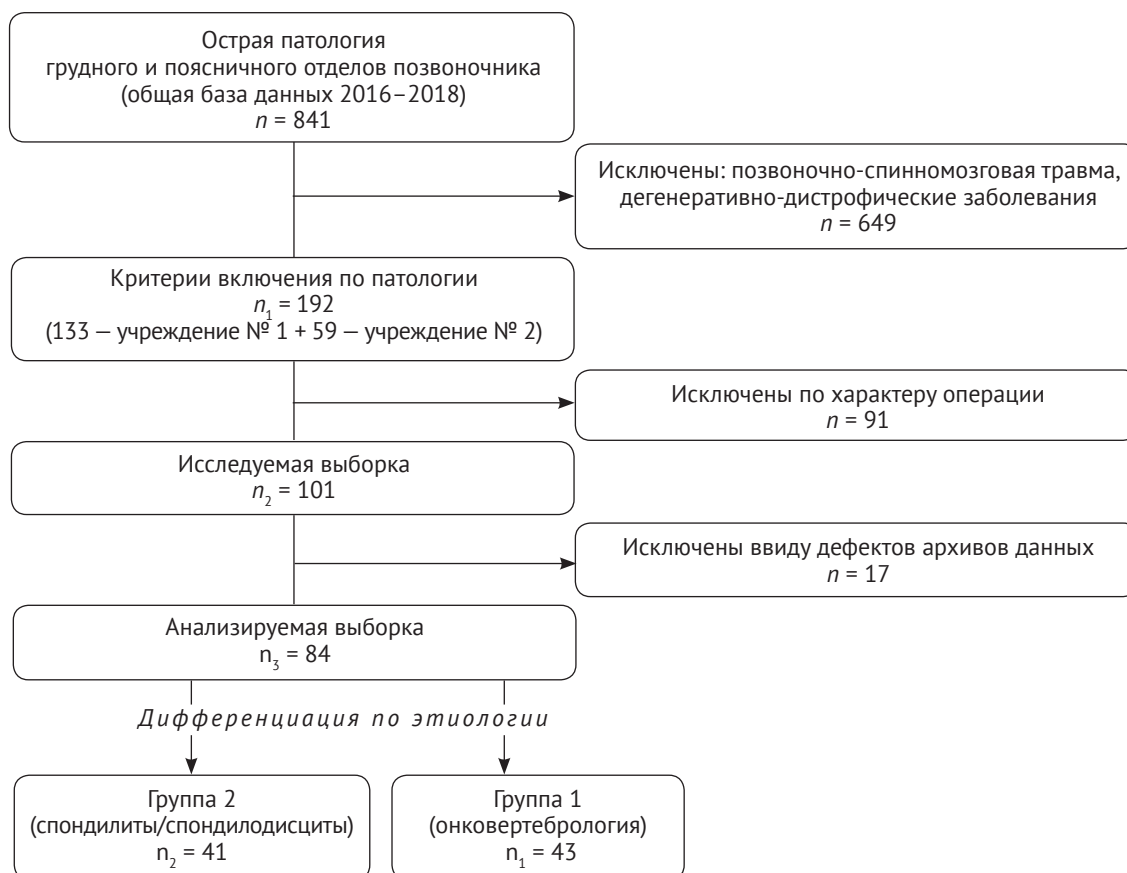 Острая патология
грудного и поясничного отделов позвоночника
(общая база данных 2016–2018)
n = 841
Исключены: позвоночно-спинномозговая травма,
дегенеративно-дистрофические заболевания
n = 649
Критерии включения по патологии
n₁ = 192
(133 — учреждение № 1 + 59 — учреждение № 2)
Исключены по характеру операции
n = 91
Исследуемая выборка
n₂ = 101
Исключены ввиду дефектов архивов данных
n = 17
Анализируемая выборка
n₃ = 84
Дифференциация по этиологии
Группа 2
(спондилиты/спондилодисциты)
n₂ = 41
Группа 1
(онковертебрология)
n₁ = 43